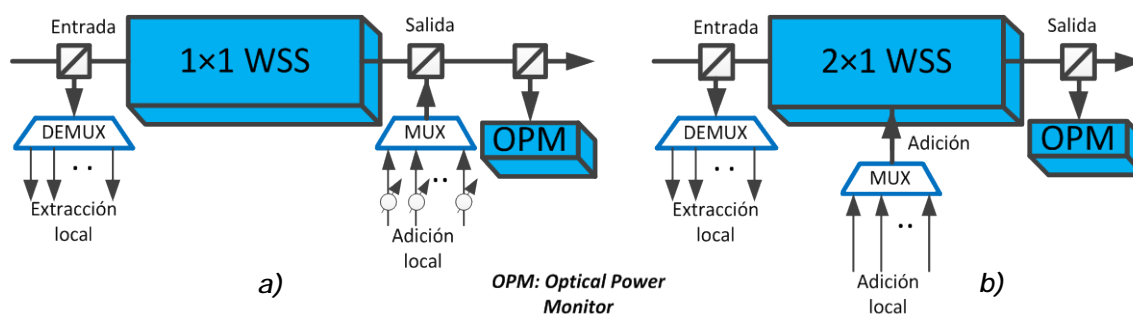 Entrada
1×1 WSS
Salida
DEMUX
..
Extracción
local
MUX
..
Adición
local
OPM
a)
OPM: Optical Power
Monitor
Entrada
2×1 WSS
Salida
DEMUX
..
Extracción
local
Adición
MUX
..
Adición
local
OPM
b)